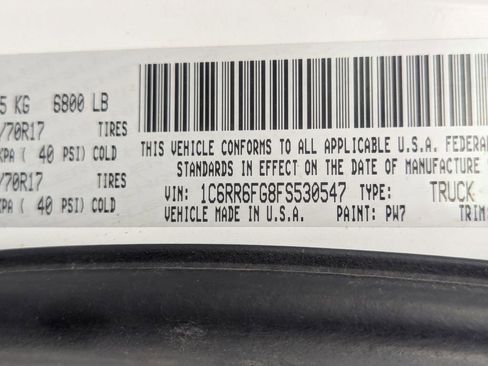 5 KG 6800 LB
/70R17 TIRES
KPA ( 40 PSI) COLD
/70R17 TIRES
KPA ( 40 PSI) COLD
THIS VEHICLE CONFORMS TO ALL APPLICABLE U.S.A. FEDERAL
STANDARDS IN EFFECT ON THE DATE OF MANUFACTURE
VIN: 1C6RR6FG8FS530547 TYPE: TRUCK
VEHICLE MADE IN U.S.A. PAINT: PW7 TRIM: